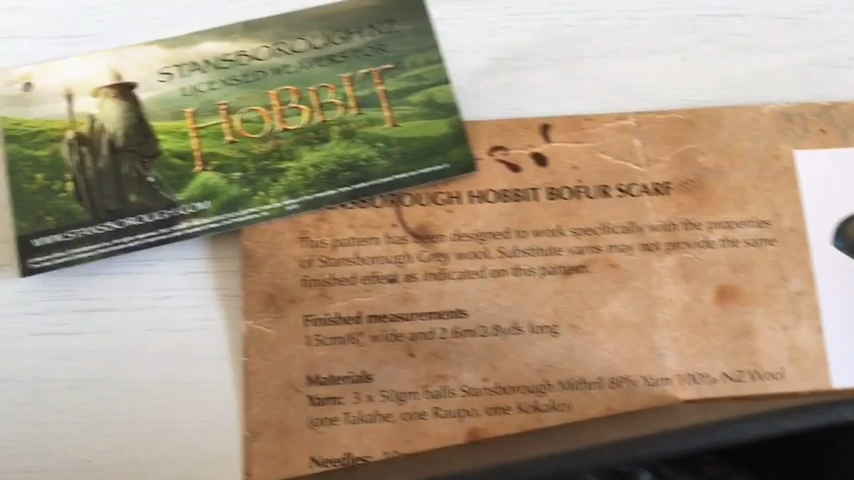 STANSBOROUGH NZ
LICENSED WEAVERS FOR
THE HOBBIT
WWW.STANSBOROUGH.COM
HOBBIT BOFUR SCARF
This pattern has been designed to work specifically with the properties
of Stansborough Grey wool. Substitute yarns may not provide the same
finished effect as indicated on this pattern.
Finished measurements
15cm/6" wide and 2.6m/2.8yds long
Materials
Yarn: 3 x 50gm balls Stansborough Mithril 8Ply Yarn 100% NZ Wool
(one Takahe, one Raupo, one Kokako)
Needles: